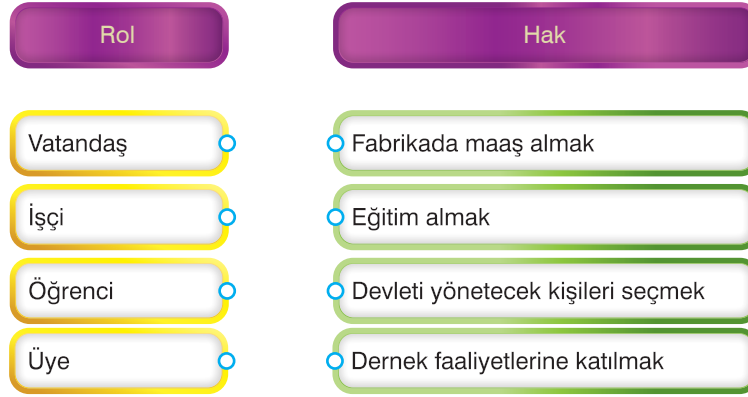 Rol
Hak
Vatandaş
Fabrikada maaş almak
İşçi
Eğitim almak
Öğrenci
Devleti yönetecek kişileri seçmek
Üye
Dernek faaliyetlerine katılmak